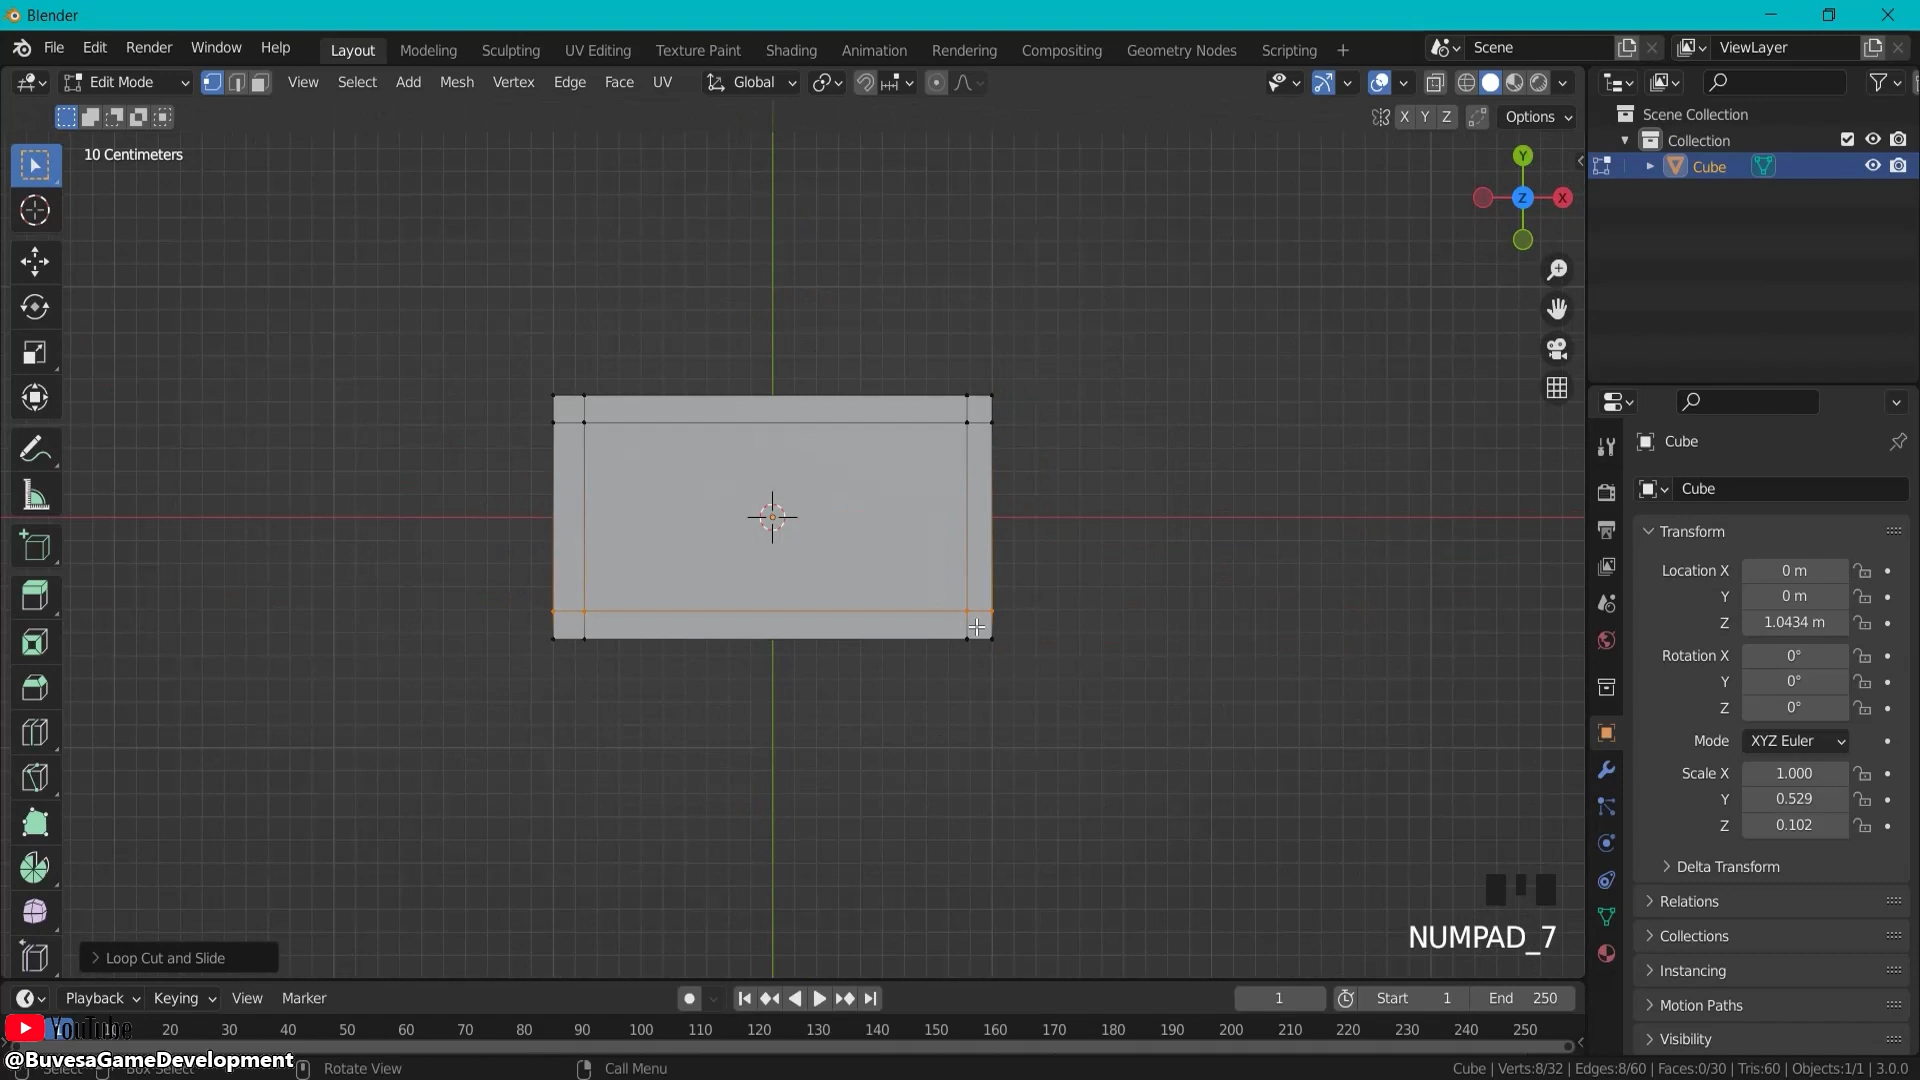 Blender
File Edit Render Window Help Layout Modeling Sculpting UV Editing Texture Paint Shading Animation Rendering Compositing Geometry Nodes Scripting + Scene ViewLayer
Edit Mode View Select Add Mesh Vertex Edge Face UV Global
X Y Z Options
10 Centimeters
Y
Z X
Scene Collection
Collection
Cube
Cube
Cube
Transform
Location X 0 m
Y 0 m
Z 1.0434 m
Rotation X 0°
Y 0°
Z 0°
Mode XYZ Euler
Scale X 1.000
Y 0.529
Z 0.102
Delta Transform
Relations
Collections
Instancing
Motion Paths
Visibility
NUMPAD_7
Loop Cut and Slide
Playback Keying View Marker 1 Start 1 End 250
20 30 40 50 60 70 80 90 100 110 120 130 140 150 160 170 180 190 200 210 220 230 240 250
YouTube
@BuvesaGameDevelopment
Select Box Select Rotate View Call Menu Cube | Verts:8/32 | Edges:8/60 | Faces:0/30 | Tris:60 | Objects:1/1 | 3.0.0